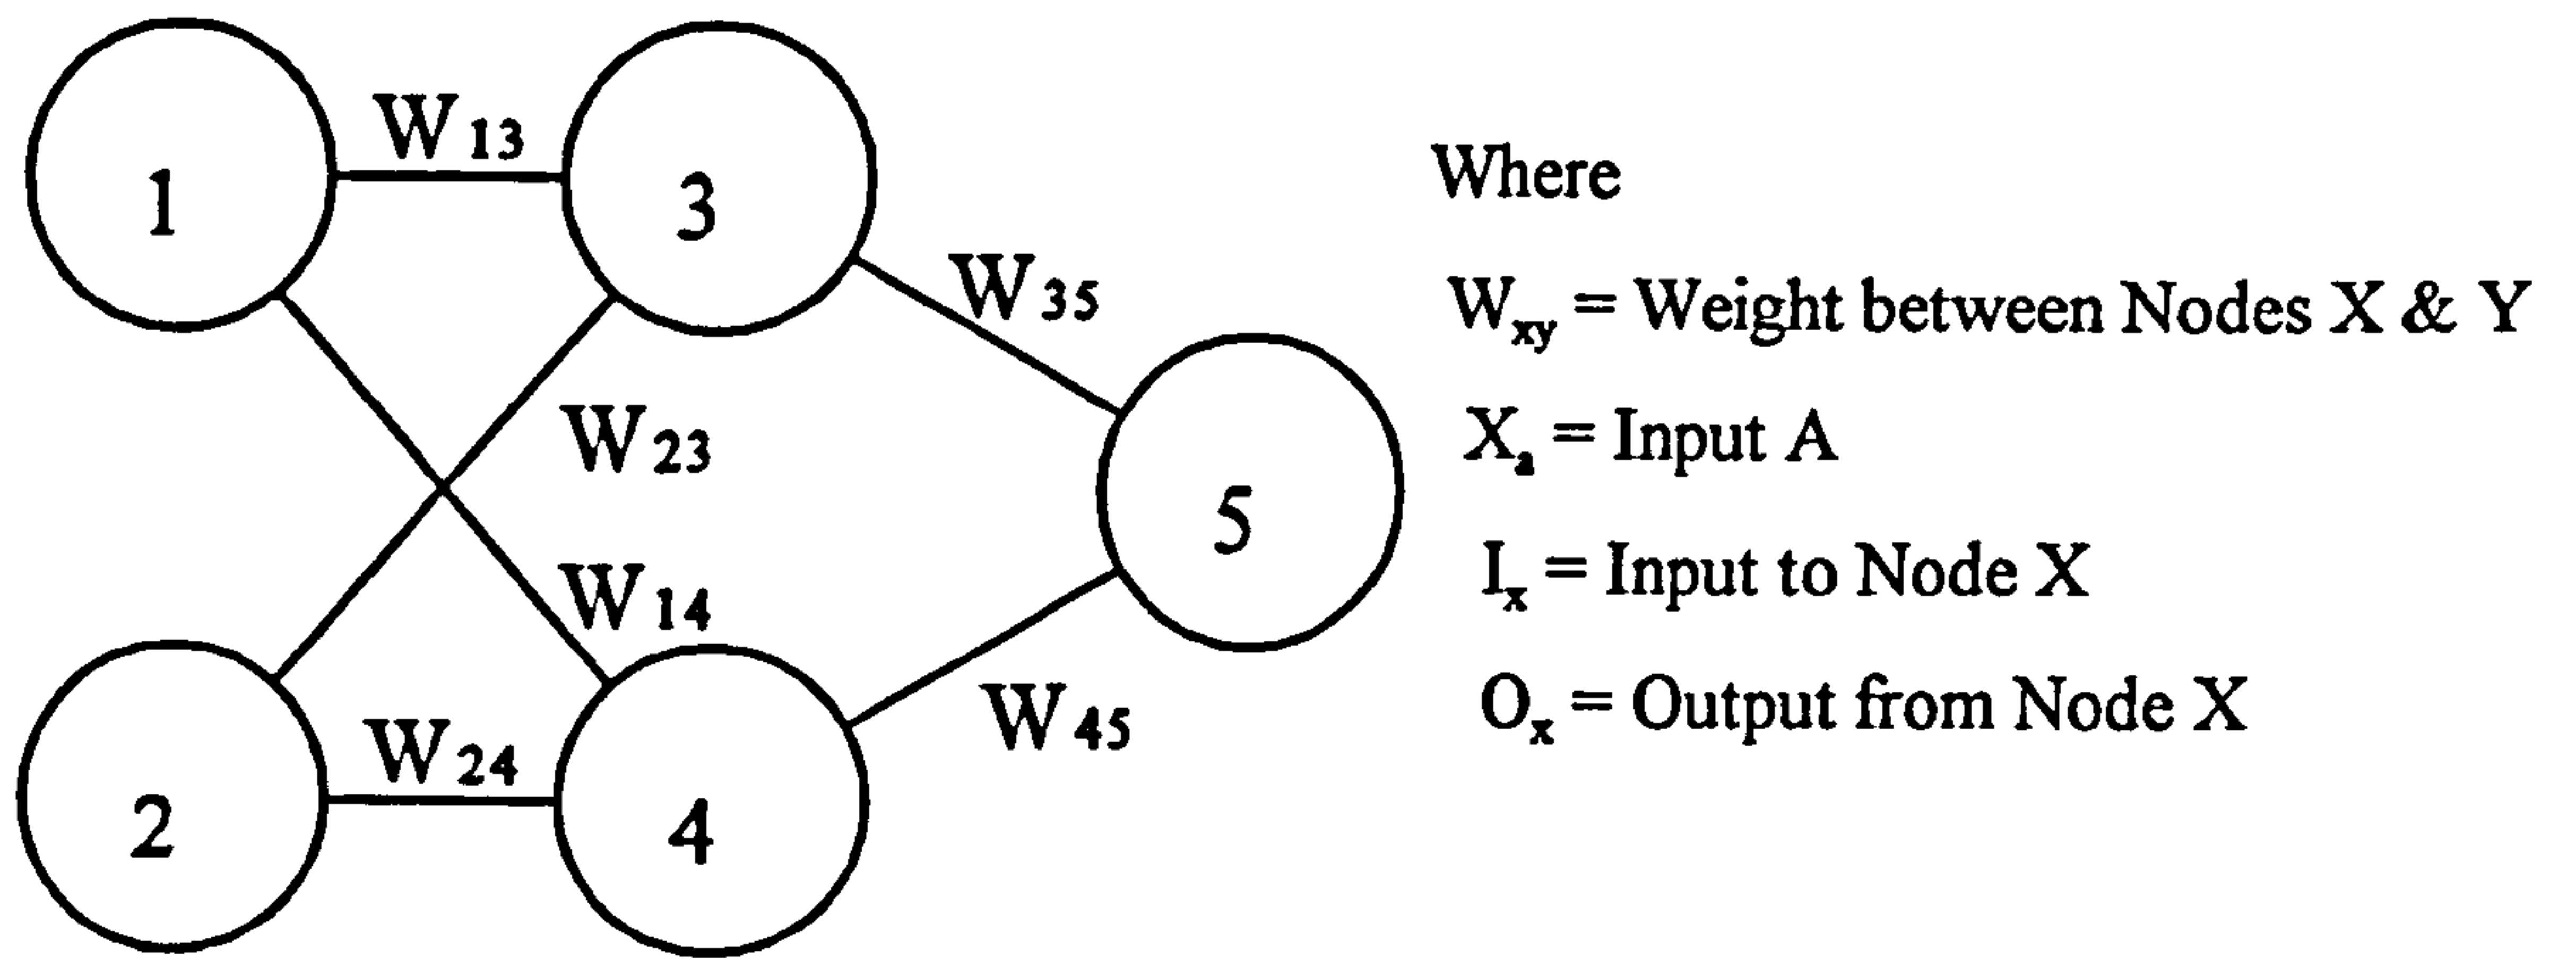 1
W13
3
W35
W23
5
W14
W24
W45
2
4
Where
Wxy = Weight between Nodes X & Y
Xa = Input A
Ix = Input to Node X
Ox = Output from Node X